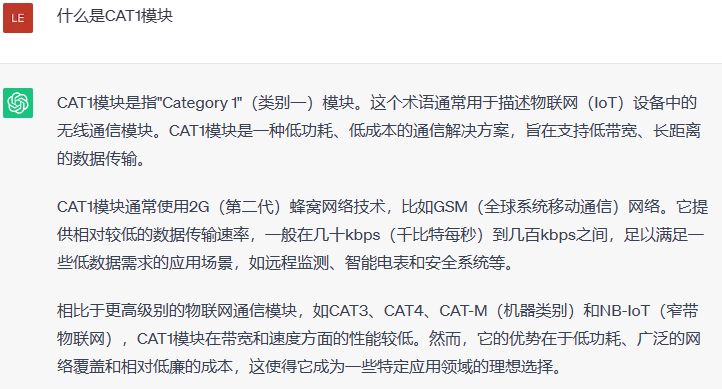 LE
什么是CAT1模块
CAT1模块是指"Category 1"（类别一）模块。这个术语通常用于描述物联网（IoT）设备中的
无线通信模块。CAT1模块是一种低功耗、低成本的通信解决方案，旨在支持低带宽、长距离
的数据传输。
CAT1模块通常使用2G（第二代）蜂窝网络技术，比如GSM（全球系统移动通信）网络。它提
供相对较低的数据传输速率，一般在几十kbps（千比特每秒）到几百kbps之间，足以满足一
些低数据需求的应用场景，如远程监测、智能电表和安全系统等。
相比于更高级别的物联网通信模块，如CAT3、CAT4、CAT-M（机器类别）和NB-IoT（窄带
物联网），CAT1模块在带宽和速度方面的性能较低。然而，它的优势在于低功耗、广泛的网
络覆盖和相对低廉的成本，这使得它成为一些特定应用领域的理想选择。